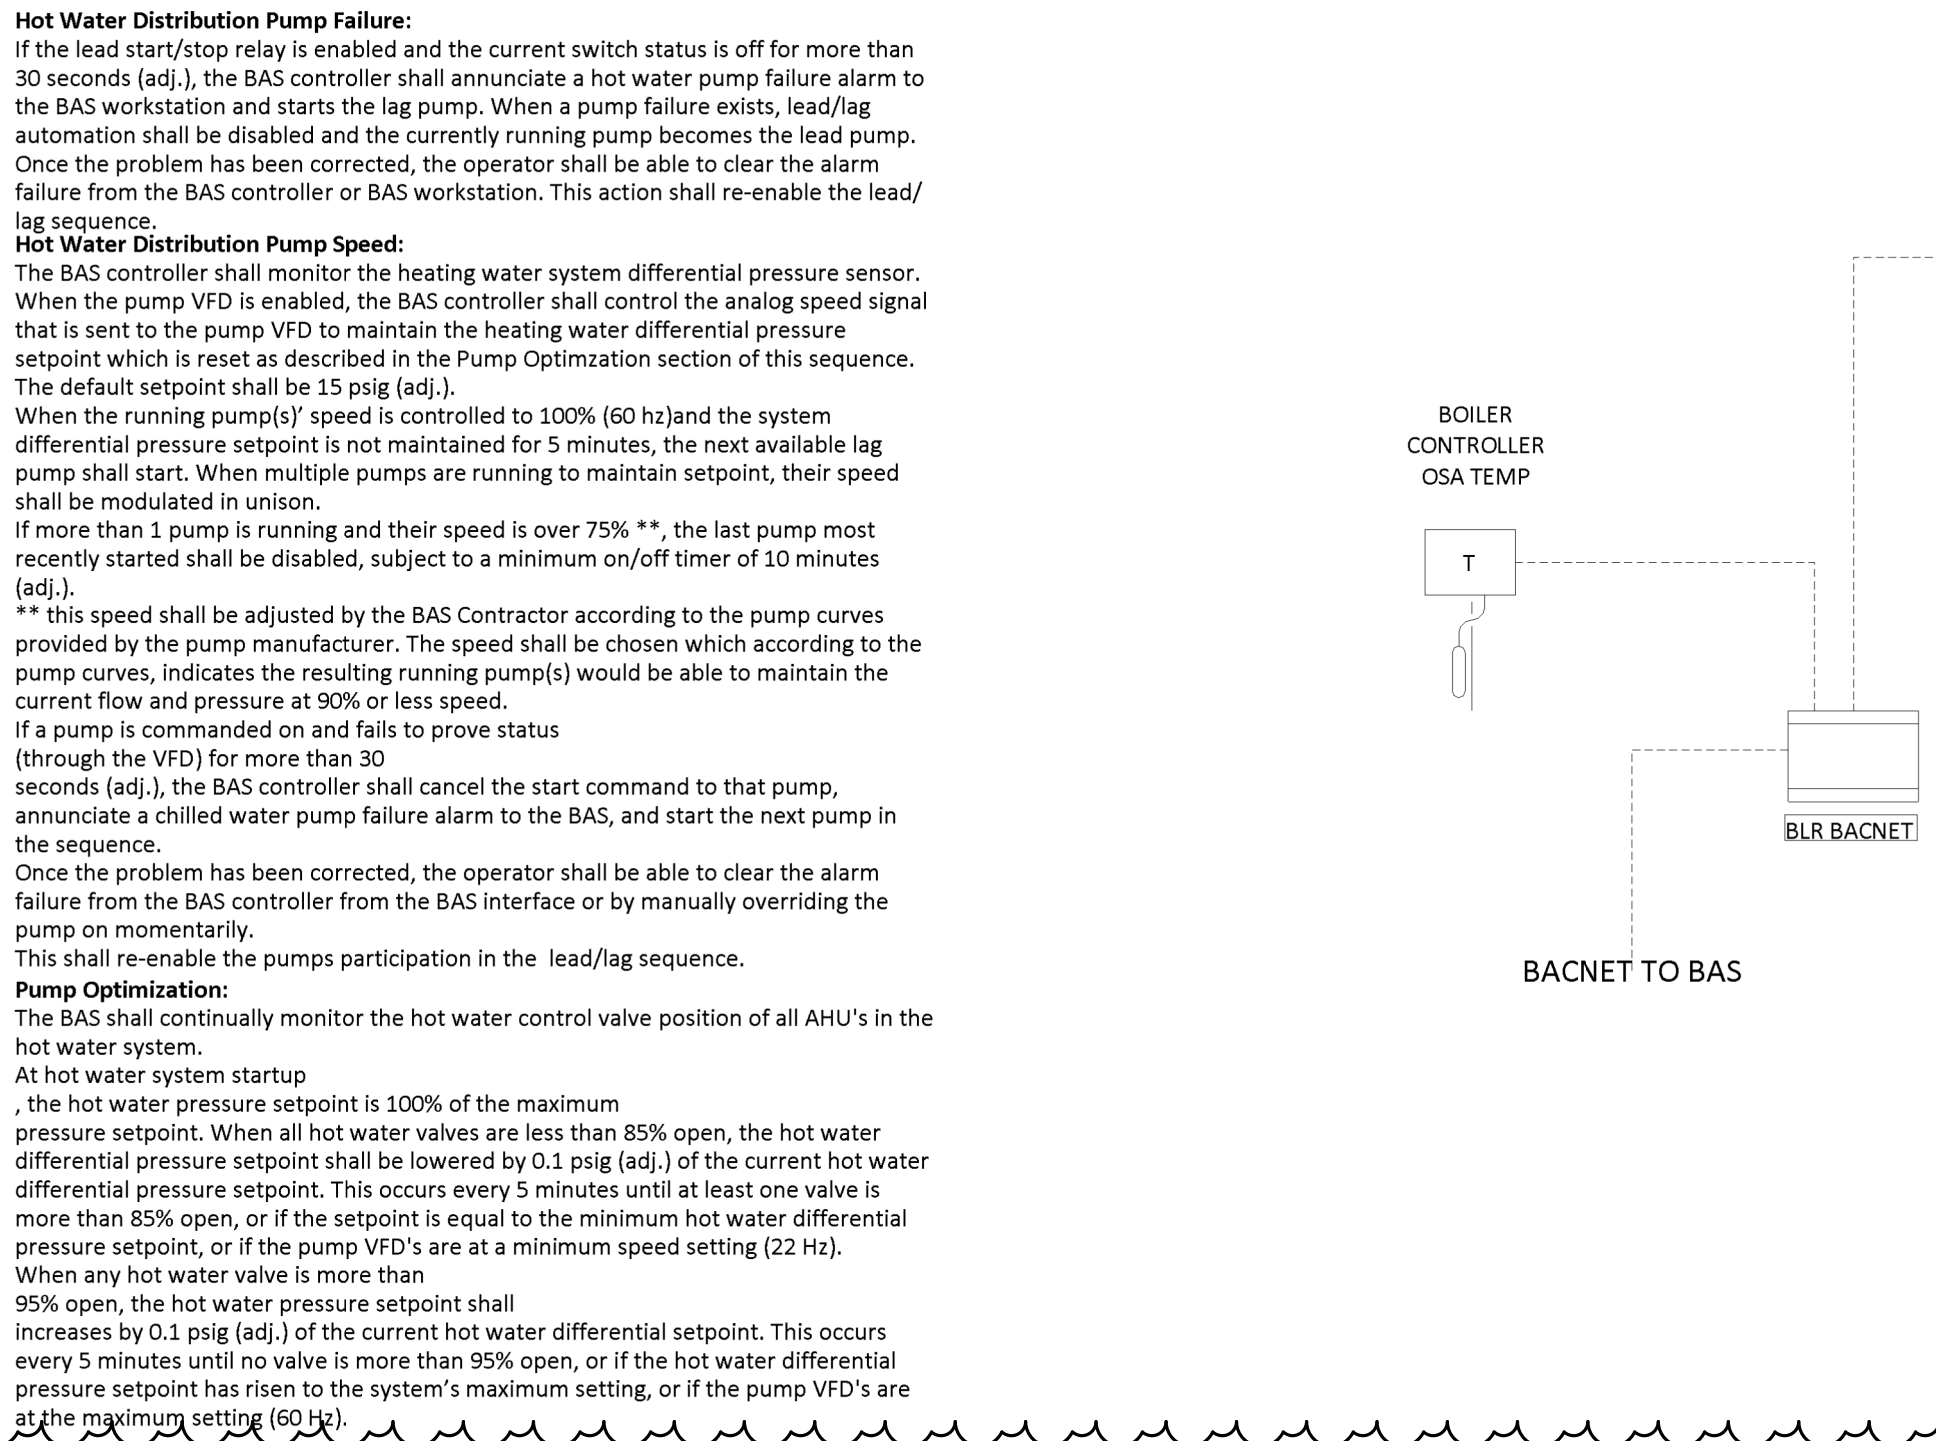 Hot Water Distribution Pump Failure:
If the lead start/stop relay is enabled and the current switch status is off for more than
30 seconds (adj.), the BAS controller shall annunciate a hot water pump failure alarm to
the BAS workstation and starts the lag pump. When a pump failure exists, lead/lag
automation shall be disabled and the currently running pump becomes the lead pump.
Once the problem has been corrected, the operator shall be able to clear the alarm
failure from the BAS controller or BAS workstation. This action shall re-enable the lead/
lag sequence.
Hot Water Distribution Pump Speed:
The BAS controller shall monitor the heating water system differential pressure sensor.
When the pump VFD is enabled, the BAS controller shall control the analog speed signal
that is sent to the pump VFD to maintain the heating water differential pressure
setpoint which is reset as described in the Pump Optimzation section of this sequence.
The default setpoint shall be 15 psig (adj.).
When the running pump(s)’ speed is controlled to 100% (60 hz)and the system
differential pressure setpoint is not maintained for 5 minutes, the next available lag
pump shall start. When multiple pumps are running to maintain setpoint, their speed
shall be modulated in unison.
If more than 1 pump is running and their speed is over 75% **, the last pump most
recently started shall be disabled, subject to a minimum on/off timer of 10 minutes
(adj.).
** this speed shall be adjusted by the BAS Contractor according to the pump curves
provided by the pump manufacturer. The speed shall be chosen which according to the
pump curves, indicates the resulting running pump(s) would be able to maintain the
current flow and pressure at 90% or less speed.
If a pump is commanded on and fails to prove status
(through the VFD) for more than 30
seconds (adj.), the BAS controller shall cancel the start command to that pump,
annunciate a chilled water pump failure alarm to the BAS, and start the next pump in
the sequence.
Once the problem has been corrected, the operator shall be able to clear the alarm
failure from the BAS controller from the BAS interface or by manually overriding the
pump on momentarily.
This shall re-enable the pumps participation in the  lead/lag sequence.
Pump Optimization:
The BAS shall continually monitor the hot water control valve position of all AHU's in the
hot water system.
At hot water system startup
, the hot water pressure setpoint is 100% of the maximum
pressure setpoint. When all hot water valves are less than 85% open, the hot water
differential pressure setpoint shall be lowered by 0.1 psig (adj.) of the current hot water
differential pressure setpoint. This occurs every 5 minutes until at least one valve is
more than 85% open, or if the setpoint is equal to the minimum hot water differential
pressure setpoint, or if the pump VFD's are at a minimum speed setting (22 Hz).
When any hot water valve is more than
95% open, the hot water pressure setpoint shall
increases by 0.1 psig (adj.) of the current hot water differential setpoint. This occurs
every 5 minutes until no valve is more than 95% open, or if the hot water differential
pressure setpoint has risen to the system’s maximum setting, or if the pump VFD's are
at the maximum setting (60 Hz).
BOILER
CONTROLLER
OSA TEMP
T
BLR BACNET
BACNET TO BAS